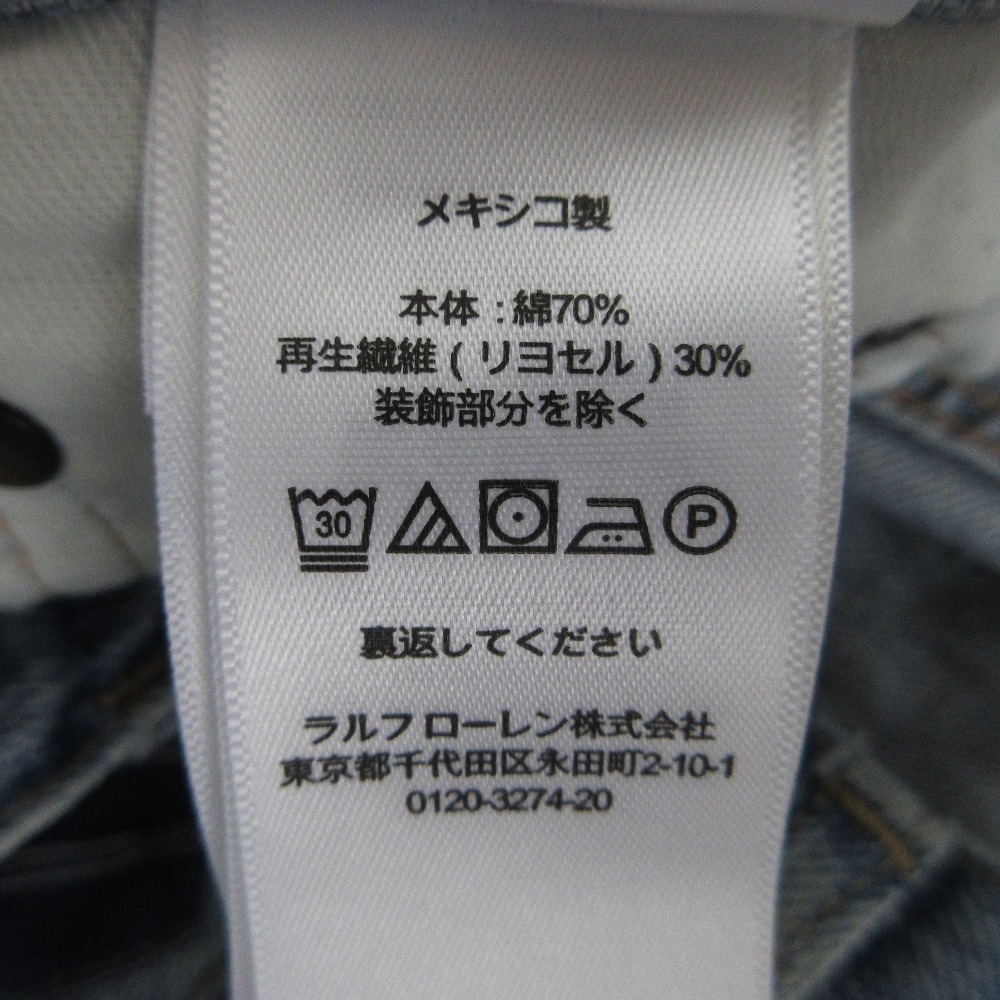 メキシコ製
本体 : 綿70%
再生繊維 ( リヨセル ) 30%
装飾部分を除く
30 P
裏返してください
ラルフ ローレン株式会社
東京都千代田区永田町2-10-1
0120-3274-20